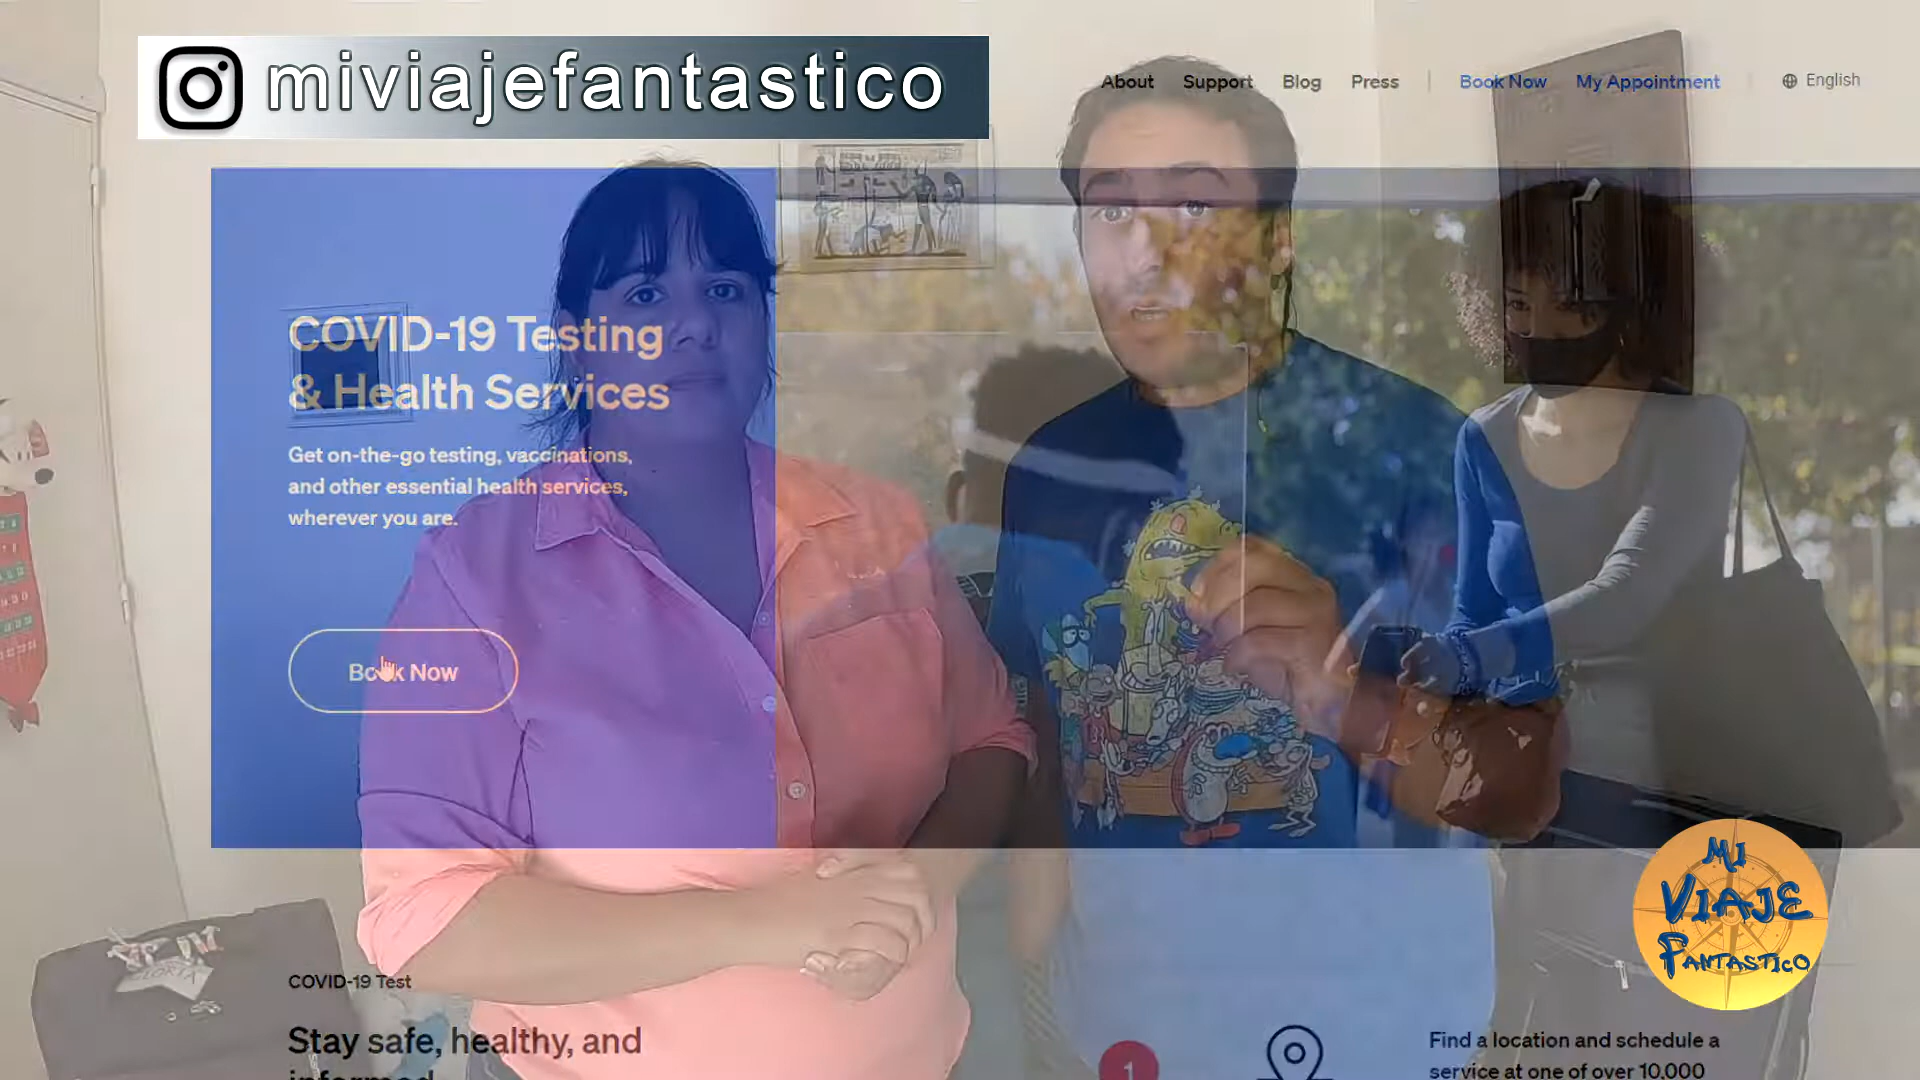 miviajefantastico
About Support Blog Press Book Now My Appointment English
COVID-19 Testing
& Health Services
Get on-the-go testing, vaccinations,
and other essential health services,
wherever you are.
Book Now
MI
VIAJE
FANTASTICO
COVID-19 Test
Stay safe, healthy, and
informed
1
Find a location and schedule a
service at one of over 10,000